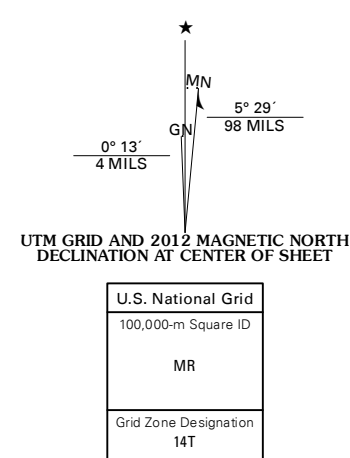 ★
MN
GN
5° 29´
98 MILS
0° 13´
4 MILS
UTM GRID AND 2012 MAGNETIC NORTH
DECLINATION AT CENTER OF SHEET
U.S. National Grid
100,000-m Square ID
MR
Grid Zone Designation
14T